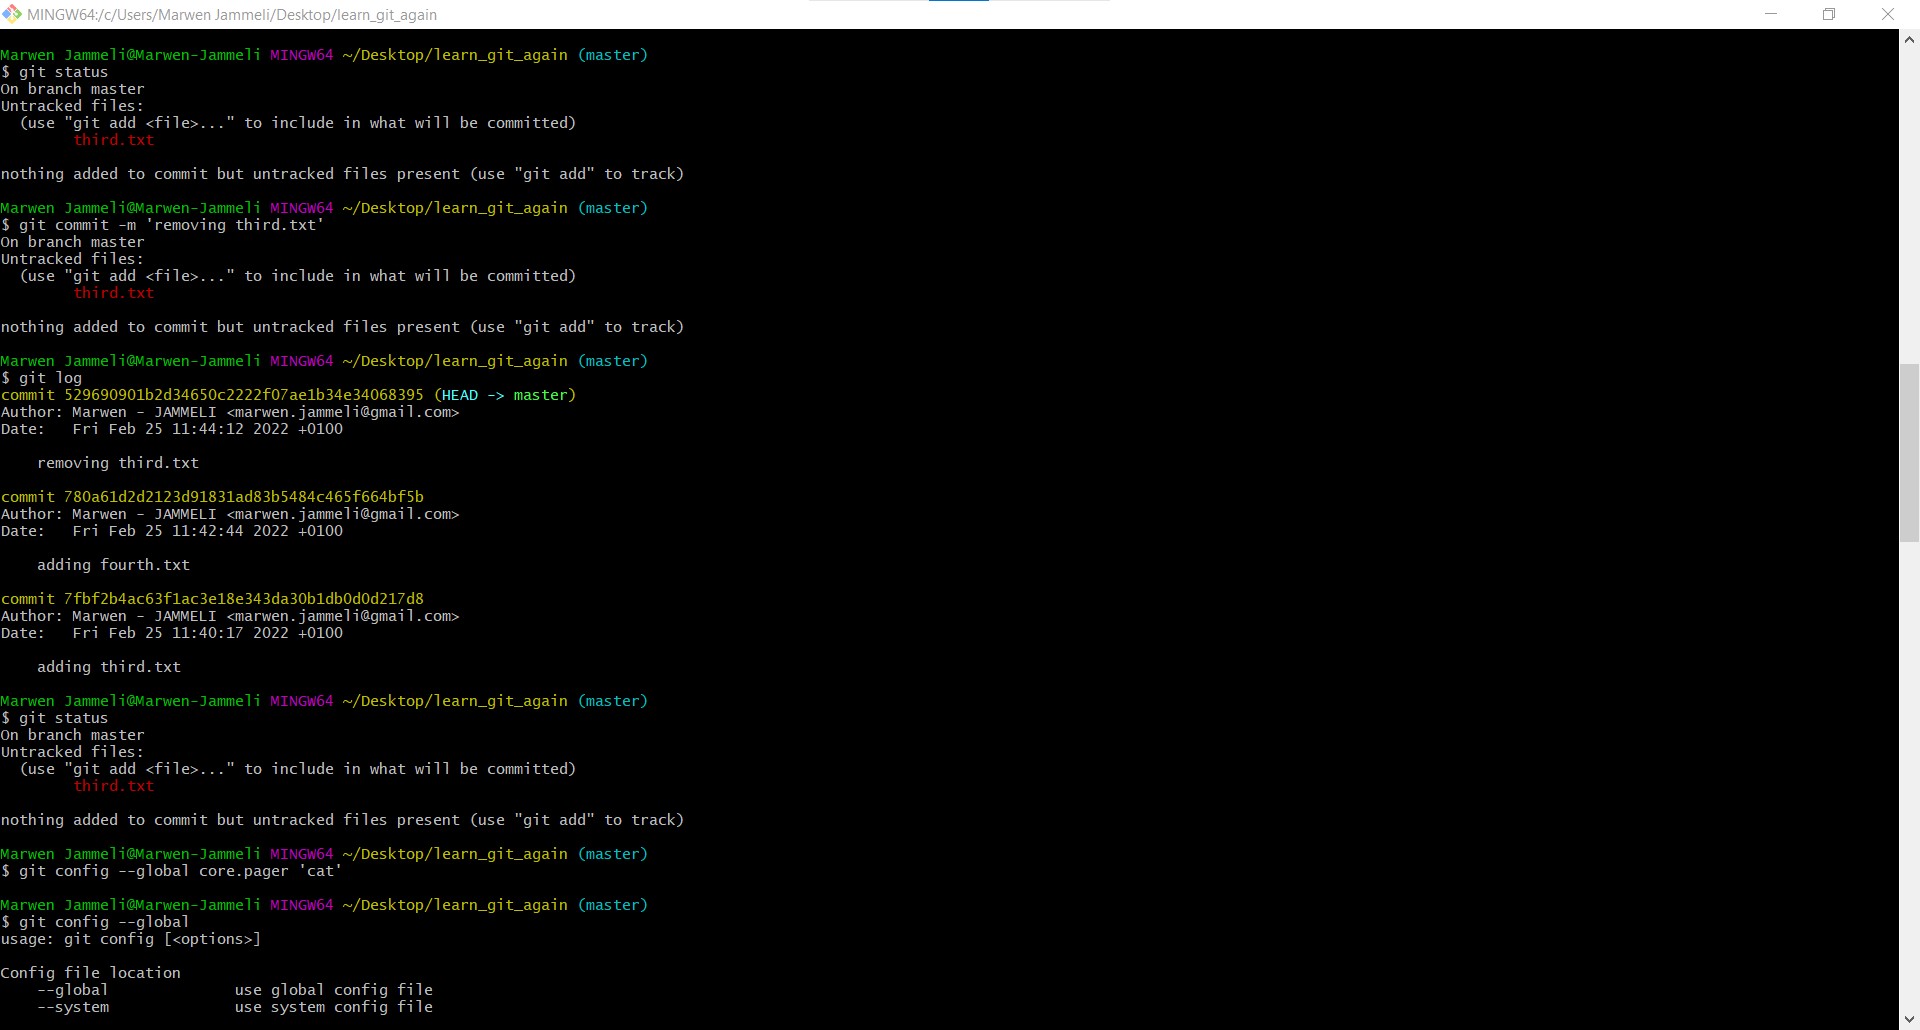 MINGW64:/c/Users/Marwen Jammeli/Desktop/learn_git_again
Marwen Jammeli@Marwen-Jammeli MINGW64 ~/Desktop/learn_git_again (master)
$ git status
On branch master
Untracked files:
  (use "git add <file>..." to include in what will be committed)
        third.txt
nothing added to commit but untracked files present (use "git add" to track)
Marwen Jammeli@Marwen-Jammeli MINGW64 ~/Desktop/learn_git_again (master)
$ git commit -m 'removing third.txt'
On branch master
Untracked files:
  (use "git add <file>..." to include in what will be committed)
        third.txt
nothing added to commit but untracked files present (use "git add" to track)
Marwen Jammeli@Marwen-Jammeli MINGW64 ~/Desktop/learn_git_again (master)
$ git log
commit 529690901b2d34650c2222f07ae1b34e34068395 (HEAD -> master)
Author: Marwen - JAMMELI <marwen.jammeli@gmail.com>
Date:   Fri Feb 25 11:44:12 2022 +0100
    removing third.txt
commit 780a61d2d2123d91831ad83b5484c465f664bf5b
Author: Marwen - JAMMELI <marwen.jammeli@gmail.com>
Date:   Fri Feb 25 11:42:44 2022 +0100
    adding fourth.txt
commit 7fbf2b4ac63f1ac3e18e343da30b1db0d0d217d8
Author: Marwen - JAMMELI <marwen.jammeli@gmail.com>
Date:   Fri Feb 25 11:40:17 2022 +0100
    adding third.txt
Marwen Jammeli@Marwen-Jammeli MINGW64 ~/Desktop/learn_git_again (master)
$ git status
On branch master
Untracked files:
  (use "git add <file>..." to include in what will be committed)
        third.txt
nothing added to commit but untracked files present (use "git add" to track)
Marwen Jammeli@Marwen-Jammeli MINGW64 ~/Desktop/learn_git_again (master)
$ git config --global core.pager 'cat'
Marwen Jammeli@Marwen-Jammeli MINGW64 ~/Desktop/learn_git_again (master)
$ git config --global
usage: git config [<options>]
Config file location
    --global              use global config file
    --system              use system config file